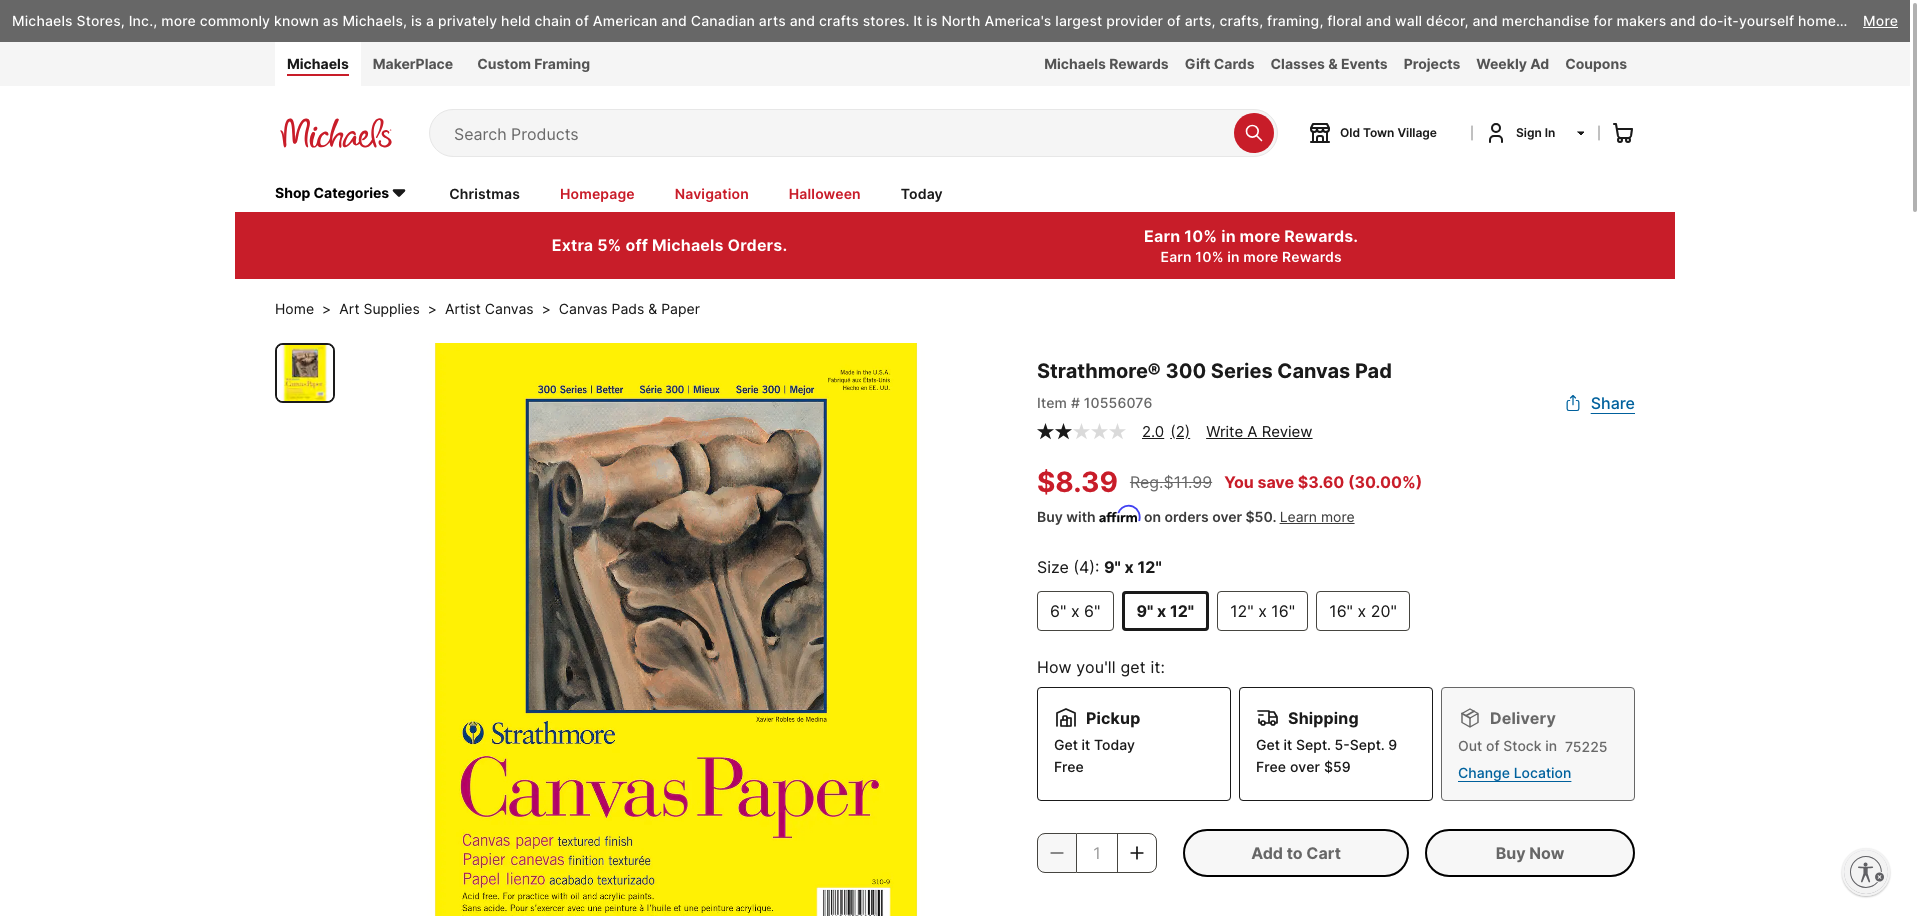 Michaels Stores, Inc., more commonly known as Michaels, is a privately held chain of American and Canadian arts and crafts stores. It is North America's largest provider of arts, crafts, framing, floral and wall décor, and merchandise for makers and do-it-yourself home... More
Michaels MakerPlace Custom Framing Michaels Rewards Gift Cards Classes & Events Projects Weekly Ad Coupons
Michaels Search Products Old Town Village Sign In
Shop Categories Christmas Homepage Navigation Halloween Today
Extra 5% off Michaels Orders.
Earn 10% in more Rewards.
Earn 10% in more Rewards
Home > Art Supplies > Artist Canvas > Canvas Pads & Paper
Made in the U.S.A.
Fabriqué aux États-Unis
Hecho en EE. UU.
300 Series | Better Série 300 | Mieux Serie 300 | Mejor
Xavier Robles de Medina
Strathmore
Canvas Paper
Canvas paper textured finish
Papier canevas finition texturée
Papel lienzo acabado texturizado
310-9
Acid free. For practice with oil and acrylic paints.
Sans acide. Pour s'exercer avec une peinture à l'huile et une peinture acrylique.
Strathmore® 300 Series Canvas Pad
Item # 10556076
Share
2.0 (2) Write A Review
$8.39 Reg.$11.99 You save $3.60 (30.00%)
Buy with affirm on orders over $50. Learn more
Size (4): 9" x 12"
6" x 6" 9" x 12" 12" x 16" 16" x 20"
How you'll get it:
Pickup
Get it Today
Free
Shipping
Get it Sept. 5-Sept. 9
Free over $59
Delivery
Out of Stock in 75225
Change Location
1 Add to Cart Buy Now